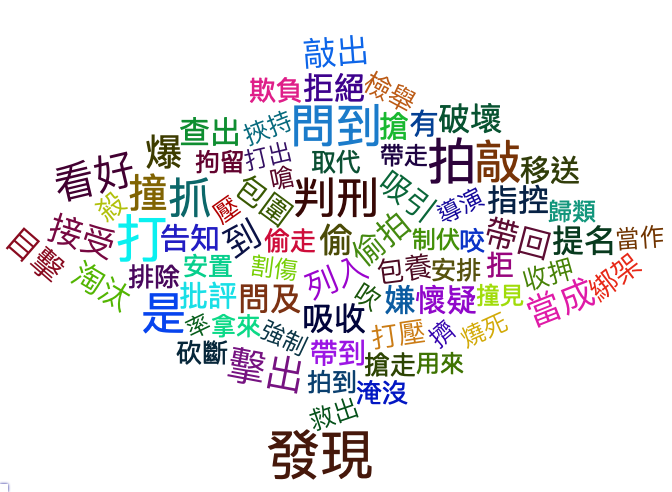 敲出
欺負
拒絕
檢舉
查出
挾持
問到
搶
有
破壞
爆
拘留
打出
取代
帶走
拍
敲
移送
看好
撞
抓
殺
壓
包圍
嗆
判刑
吸引
導演
指控
歸類
目擊
接受
打
告知
到
偷走
偷
偷拍
制伏
咬
帶回
提名
當作
淘汰
排除
安置
割傷
列入
包養
安排
拒
收押
綁架
是
批評
問及
吹
嫌
懷疑
撞見
當成
率
拿來
強制
吸收
打壓
擠
燒死
砍斷
擊出
帶到
搶走
用來
拍到
淹沒
救出
發現